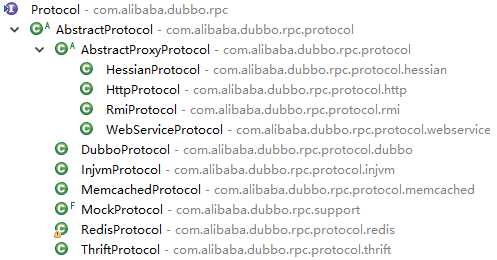 Protocol - com.alibaba.dubbo.rpc
AbstractProtocol - com.alibaba.dubbo.rpc.protocol
AbstractProxyProtocol - com.alibaba.dubbo.rpc.protocol
HessianProtocol - com.alibaba.dubbo.rpc.protocol.hessian
HttpProtocol - com.alibaba.dubbo.rpc.protocol.http
RmiProtocol - com.alibaba.dubbo.rpc.protocol.rmi
WebServiceProtocol - com.alibaba.dubbo.rpc.protocol.webservice
DubboProtocol - com.alibaba.dubbo.rpc.protocol.dubbo
InjvmProtocol - com.alibaba.dubbo.rpc.protocol.injvm
MemcachedProtocol - com.alibaba.dubbo.rpc.protocol.memcached
MockProtocol - com.alibaba.dubbo.rpc.support
RedisProtocol - com.alibaba.dubbo.rpc.protocol.redis
ThriftProtocol - com.alibaba.dubbo.rpc.protocol.thrift